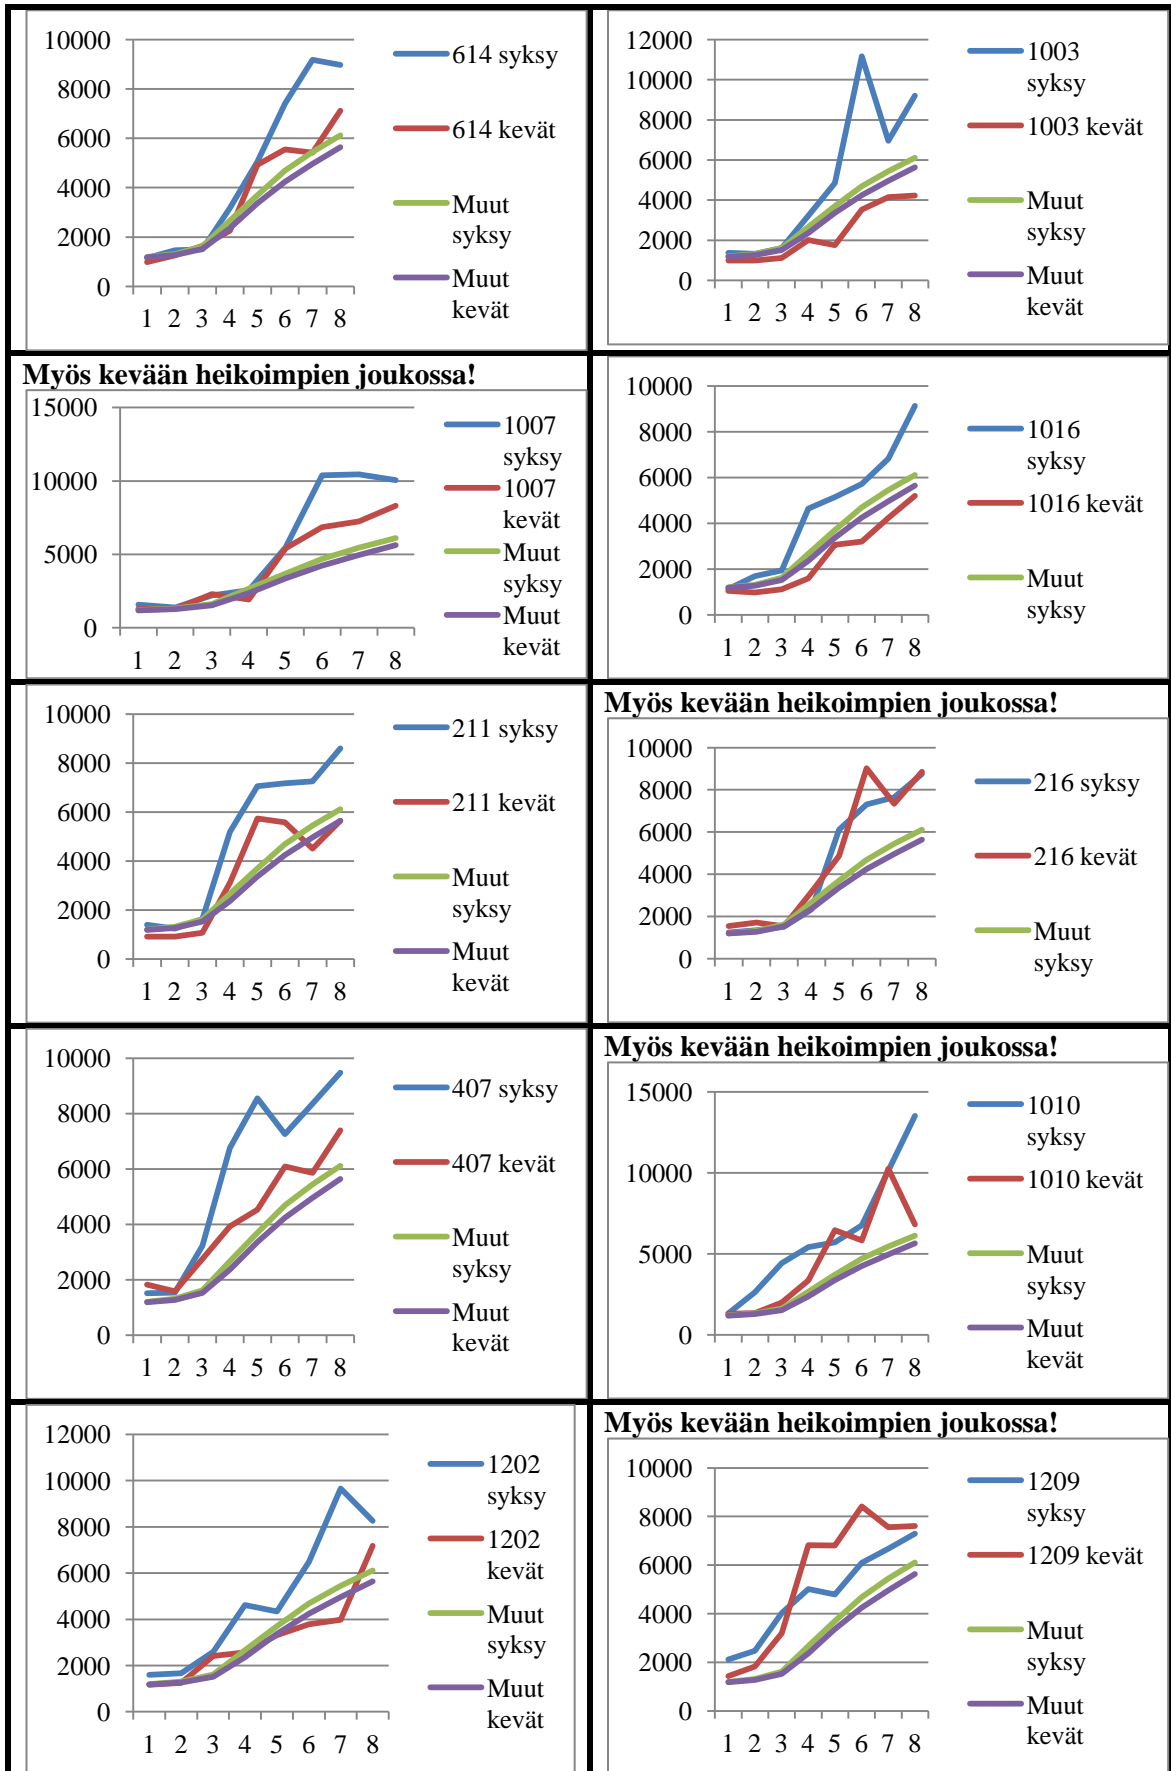 10000
8000
6000
4000
2000
0
1 2 3 4 5 6 7 8
614 syksy
614 kevät
Muut
syksy
Muut
kevät
12000
10000
8000
6000
4000
2000
0
1 2 3 4 5 6 7 8
1003
syksy
1003 kevät
Muut
syksy
Muut
kevät
Myös kevään heikoimpien joukossa!
15000
10000
5000
0
1 2 3 4 5 6 7 8
1007
syksy
1007
kevät
Muut
syksy
Muut
kevät
10000
8000
6000
4000
2000
0
1 2 3 4 5 6 7 8
1016
syksy
1016 kevät
Muut
syksy
10000
8000
6000
4000
2000
0
1 2 3 4 5 6 7 8
211 syksy
211 kevät
Muut
syksy
Muut
kevät
Myös kevään heikoimpien joukossa!
10000
8000
6000
4000
2000
0
1 2 3 4 5 6 7 8
216 syksy
216 kevät
Muut
syksy
10000
8000
6000
4000
2000
0
1 2 3 4 5 6 7 8
407 syksy
407 kevät
Muut
syksy
Muut
kevät
Myös kevään heikoimpien joukossa!
15000
10000
5000
0
1 2 3 4 5 6 7 8
1010
syksy
1010 kevät
Muut
syksy
Muut
kevät
12000
10000
8000
6000
4000
2000
0
1 2 3 4 5 6 7 8
1202
syksy
1202
kevät
Muut
syksy
Muut
kevät
Myös kevään heikoimpien joukossa!
10000
8000
6000
4000
2000
0
1 2 3 4 5 6 7 8
1209
syksy
1209 kevät
Muut
syksy
Muut
kevät